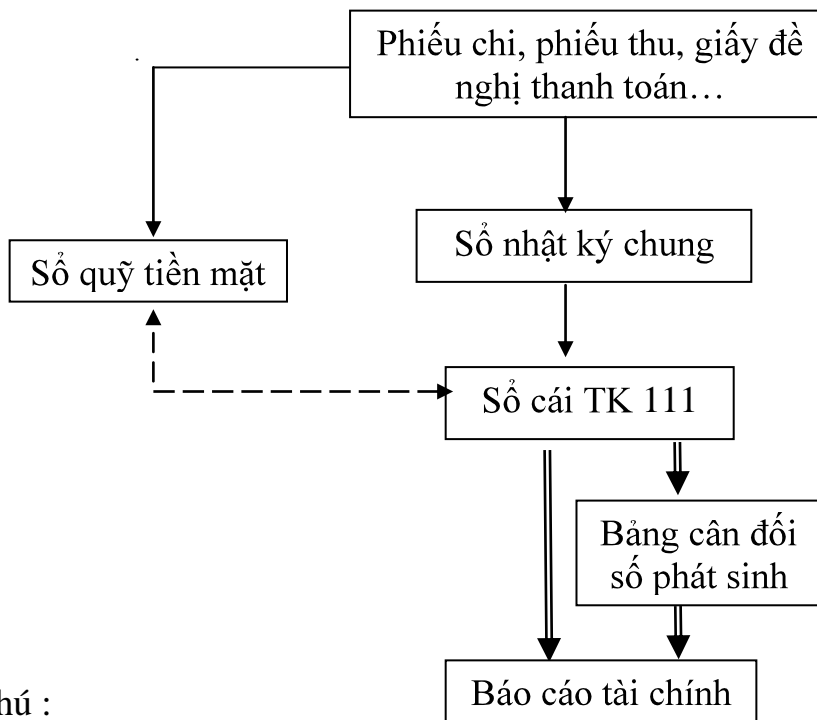 Phiếu chi, phiếu thu, giấy đề
nghị thanh toán…
Sổ nhật ký chung
Sổ quỹ tiền mặt
Sổ cái TK 111
Bảng cân đối
số phát sinh
Báo cáo tài chính
hú :